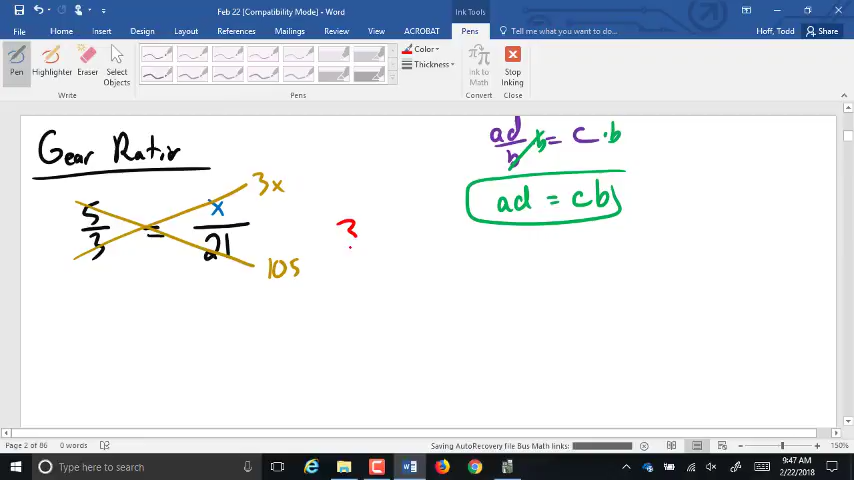 Feb 22 [Compatibility Mode] - Word
Ink Tools
Hoff, Todd
File Home Insert Design Layout References Mailings Review View ACROBAT Pens Tell me what you want to do... Share
Pen
Highlighter
Eraser
Select Objects
Color
Thickness
Ink to Math
Stop Inking
Write
Pens
Convert
Close
Gear Ratio
ad/b · b = c · b
ad = cb
5/3 = x/21
3x
105
3
Page 2 of 86 0 words
Saving AutoRecovery file Bus Math links:
150%
Type here to search
9:47 AM
2/22/2018